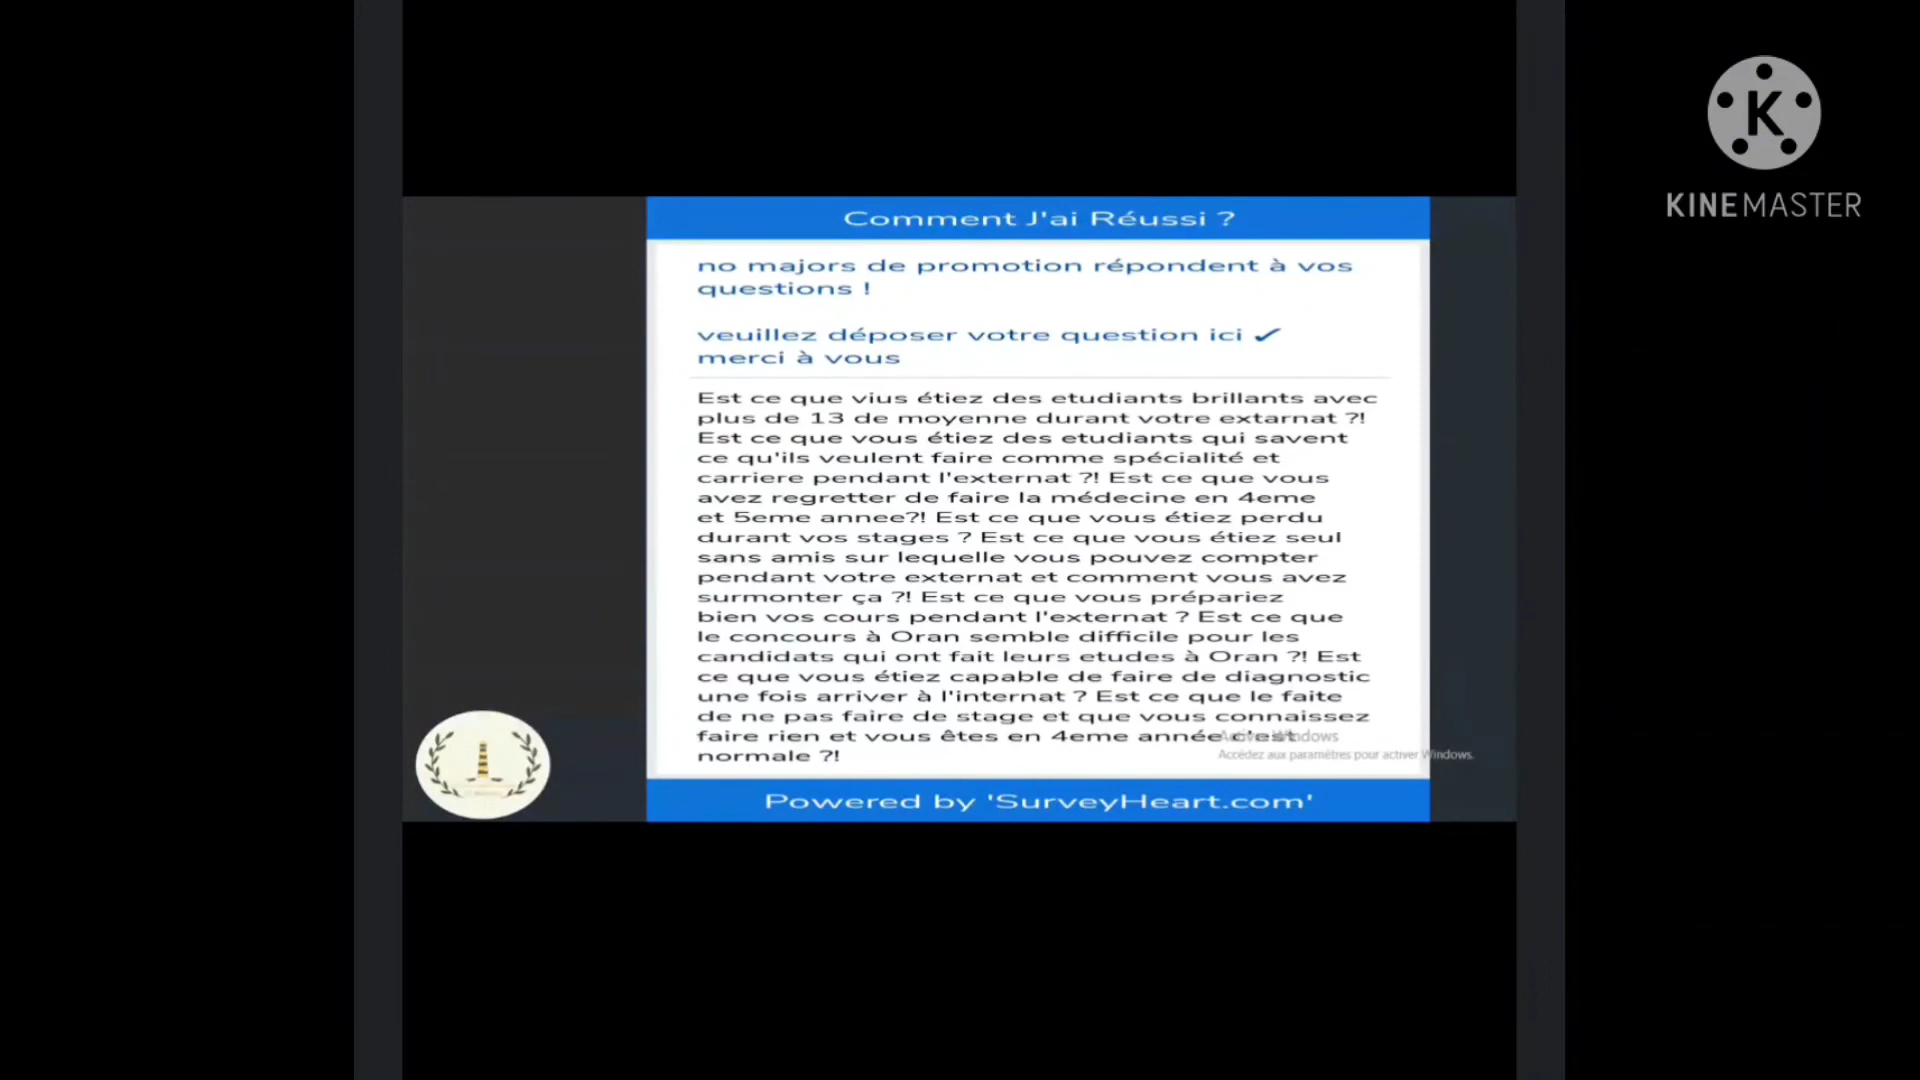 KINEMASTER
Comment J'ai Réussi ?
no majors de promotion répondent à vos
questions !
veuillez déposer votre question ici ✓
merci à vous
Est ce que vius étiez des etudiants brillants avec
plus de 13 de moyenne durant votre extarnat ?!
Est ce que vous étiez des etudiants qui savent
ce qu'ils veulent faire comme spécialité et
carriere pendant l'externat ?! Est ce que vous
avez regretter de faire la médecine en 4eme
et 5eme annee?! Est ce que vous étiez perdu
durant vos stages ? Est ce que vous étiez seul
sans amis sur lequelle vous pouvez compter
pendant votre externat et comment vous avez
surmonter ça ?! Est ce que vous prépariez
bien vos cours pendant l'externat ? Est ce que
le concours à Oran semble difficile pour les
candidats qui ont fait leurs etudes à Oran ?! Est
ce que vous étiez capable de faire de diagnostic
une fois arriver à l'internat ? Est ce que le faite
de ne pas faire de stage et que vous connaissez
faire rien et vous êtes en 4eme année c'est
normale ?!
Activer Windows
Accédez aux paramètres pour activer Windows.
Powered by 'SurveyHeart.com'